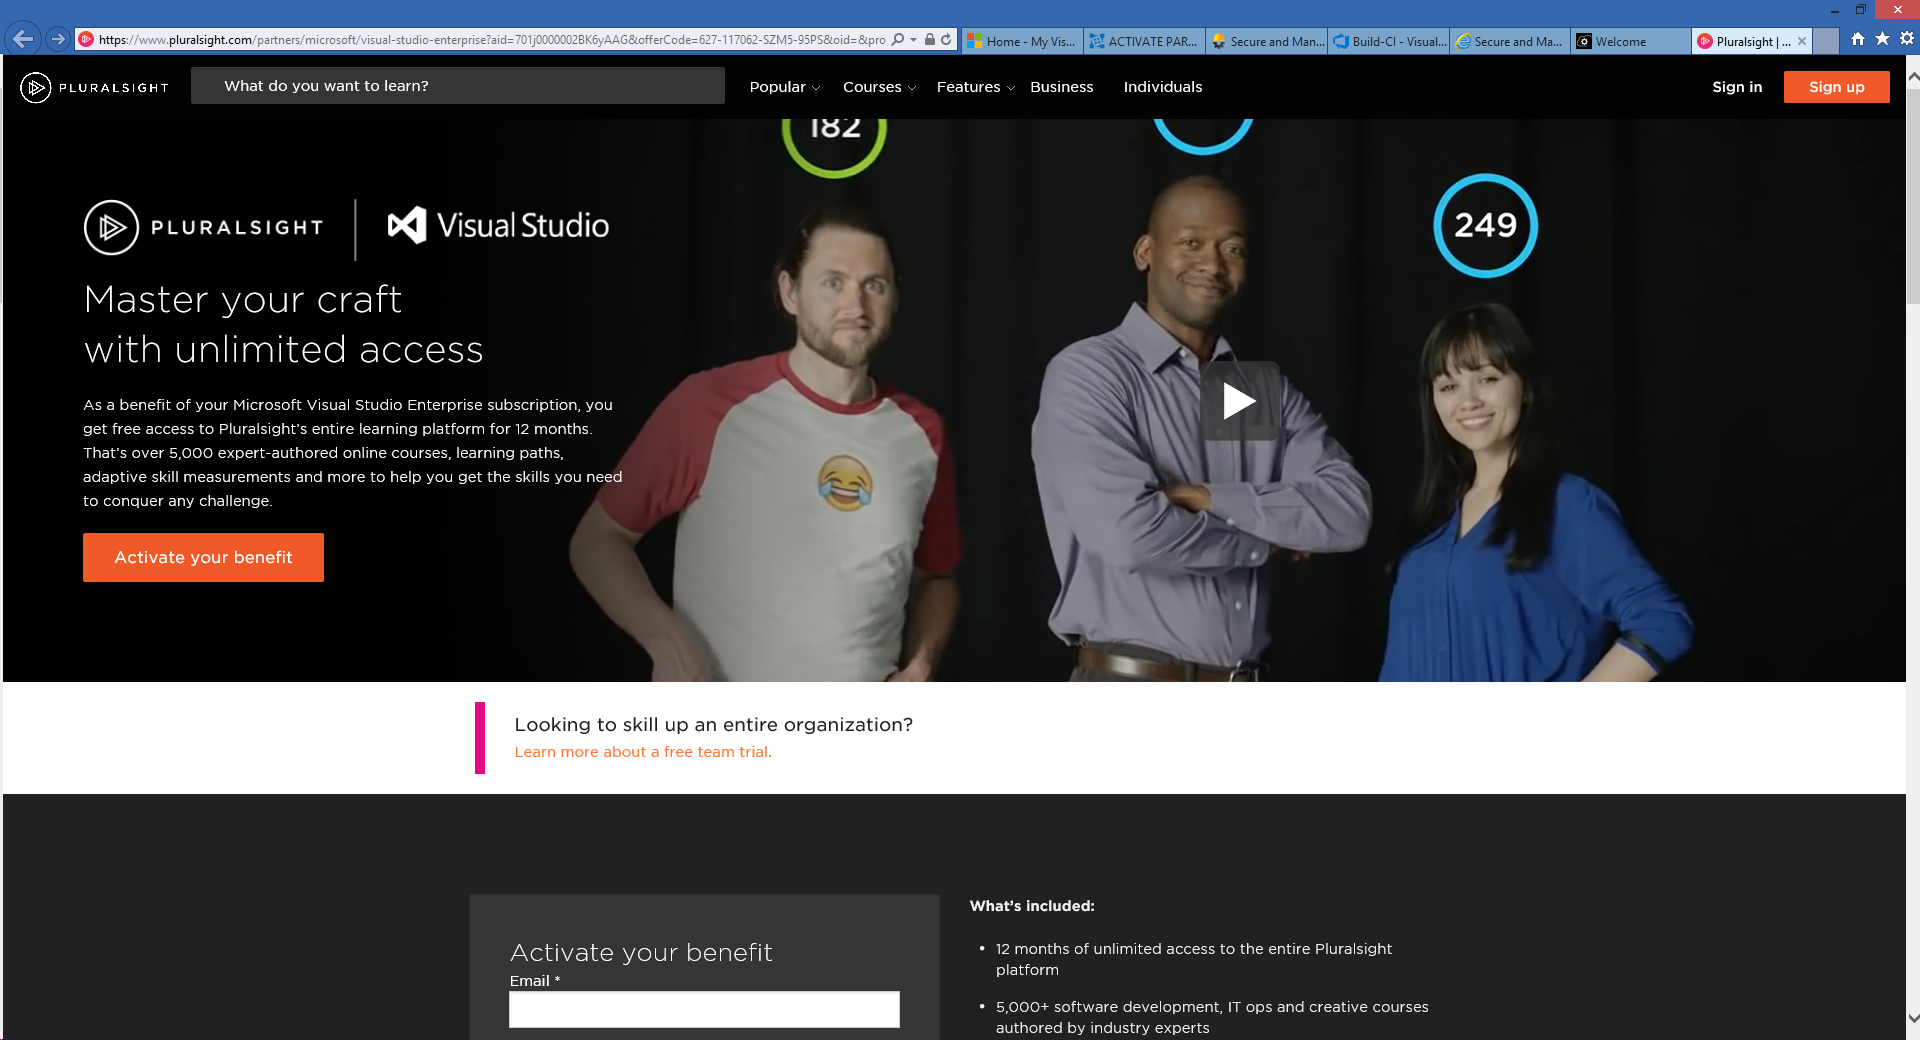 https://www.pluralsight.com/partners/microsoft/visual-studio-enterprise?aid=701j0000002BK6yAAG&offerCode=627-117062-SZM5-95PS&oid=&pro
Home - My Vis...
ACTIVATE PAR...
Secure and Man...
Build-CI - Visual...
Secure and Ma...
Welcome
Pluralsight | ...
PLURALSIGHT
What do you want to learn?
Popular
Courses
Features
Business
Individuals
Sign in
Sign up
182
249
PLURALSIGHT
Visual Studio
Master your craft
with unlimited access
As a benefit of your Microsoft Visual Studio Enterprise subscription, you
get free access to Pluralsight's entire learning platform for 12 months.
That's over 5,000 expert-authored online courses, learning paths,
adaptive skill measurements and more to help you get the skills you need
to conquer any challenge.
Activate your benefit
Looking to skill up an entire organization?
Learn more about a free team trial.
Activate your benefit
Email *
What's included:
• 12 months of unlimited access to the entire Pluralsight
platform
• 5,000+ software development, IT ops and creative courses
authored by industry experts